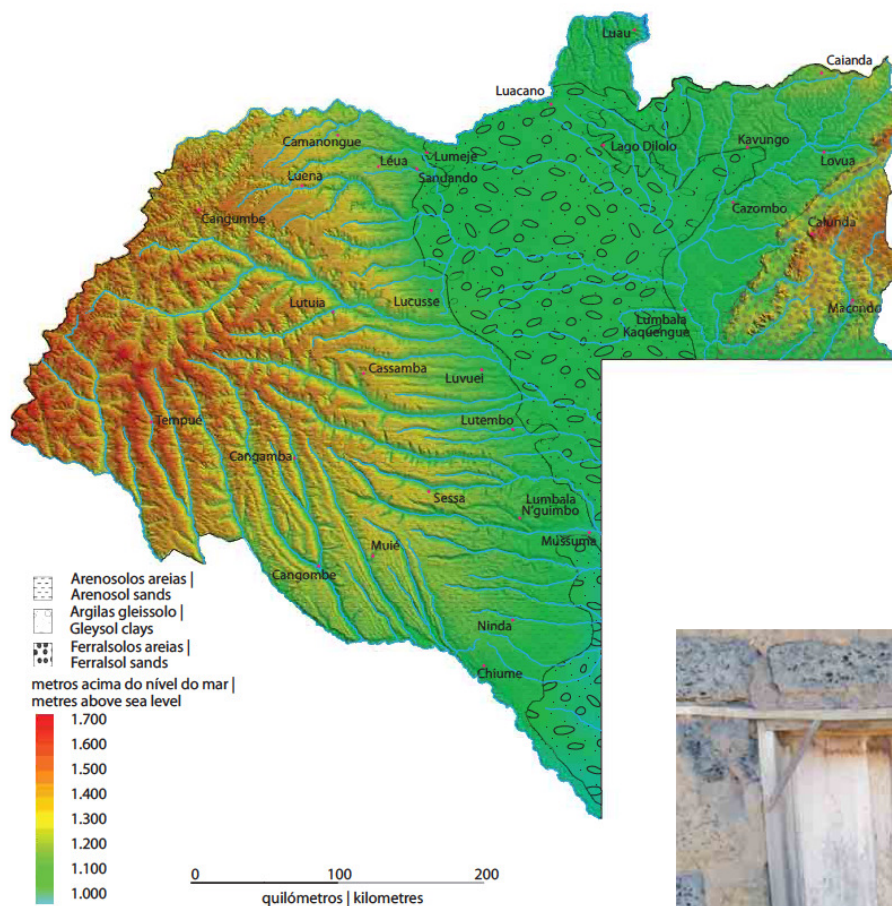 Luau
Caianda
Luacano
Camanongue
Lago Dilolo
Kavungo
Léua
Lumeje
Lovua
Luena
Sandando
Cazombo
Cangumbe
Calunda
Lutuia
Lucusse
Macondo
Lumbala
Kaquengue
Cassamba
Luvuei
Tempué
Lutembo
Cangamba
Sessa
Lumbala
N'guimbo
Mussuma
Muié
Cangombe
Arenosolos areias |
Arenosol sands
Argilas gleissolo |
Gleysol clays
Ferralsolos areias |
Ferralsol sands
Ninda
Chiume
metros acima do nível do mar |
metres above sea level
1.700
1.600
1.500
1.400
1.300
1.200
1.100
1.000
0 100 200
quilómetros | kilometres